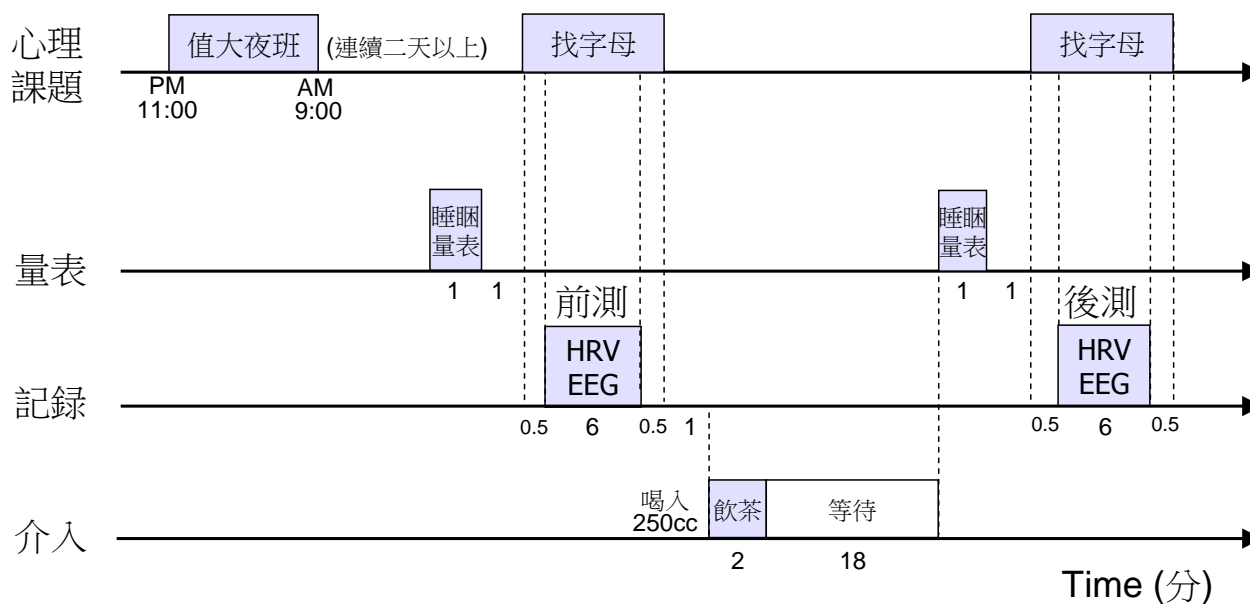 心理
課題
值大夜班
(連續二天以上)
找字母
找字母
PM
11:00
AM
9:00
睡睏
量表
睡睏
量表
量表
1
1
1
1
前測
後測
HRV
EEG
HRV
EEG
記録
0.5
6
0.5
1
0.5
6
0.5
喝入
250cc
飲茶
等待
介入
2
18
Time (分)